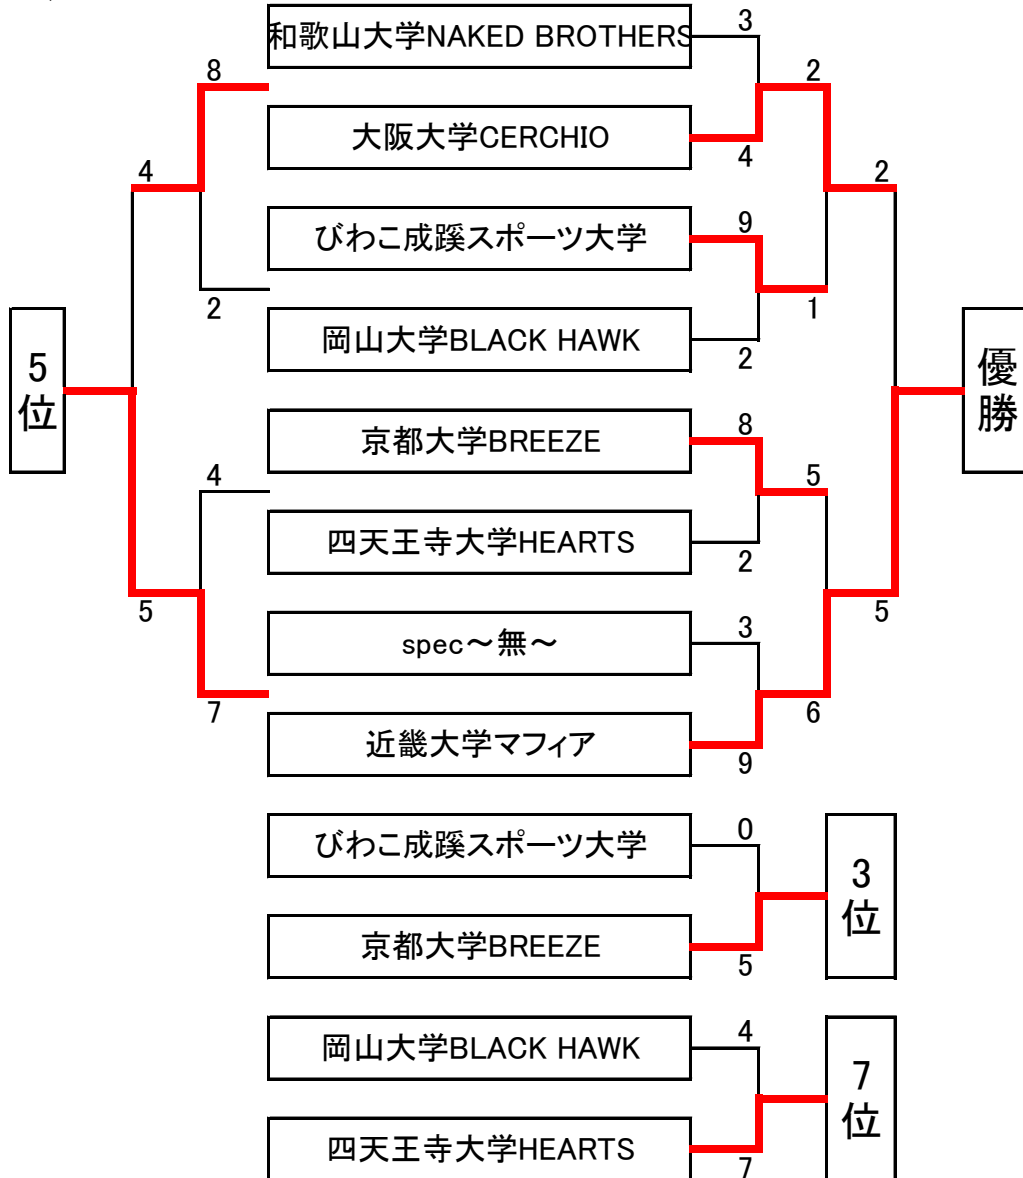 和歌山大学NAKED BROTHERS
3
8
2
大阪大学CERCHIO
4
4
2
びわこ成蹊スポーツ大学
9
2
1
岡山大学BLACK HAWK
2
5位
優勝
京都大学BREEZE
8
4
5
四天王寺大学HEARTS
2
5
5
spec～無～
3
7
6
近畿大学マフィア
9
びわこ成蹊スポーツ大学
0
3位
京都大学BREEZE
5
岡山大学BLACK HAWK
4
7位
四天王寺大学HEARTS
7